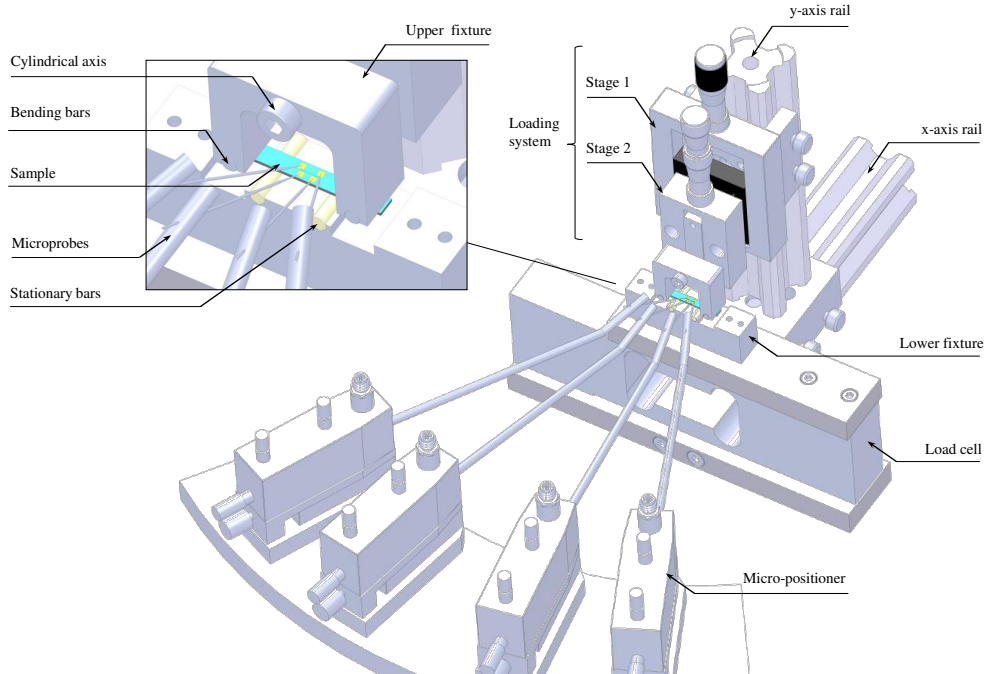 y-axis rail
Upper fixture
Cylindrical axis
Stage 1
Bending bars
Loading
system
x-axis rail
Stage 2
Sample
Microprobes
Stationary bars
Lower fixture
Load cell
Micro-positioner